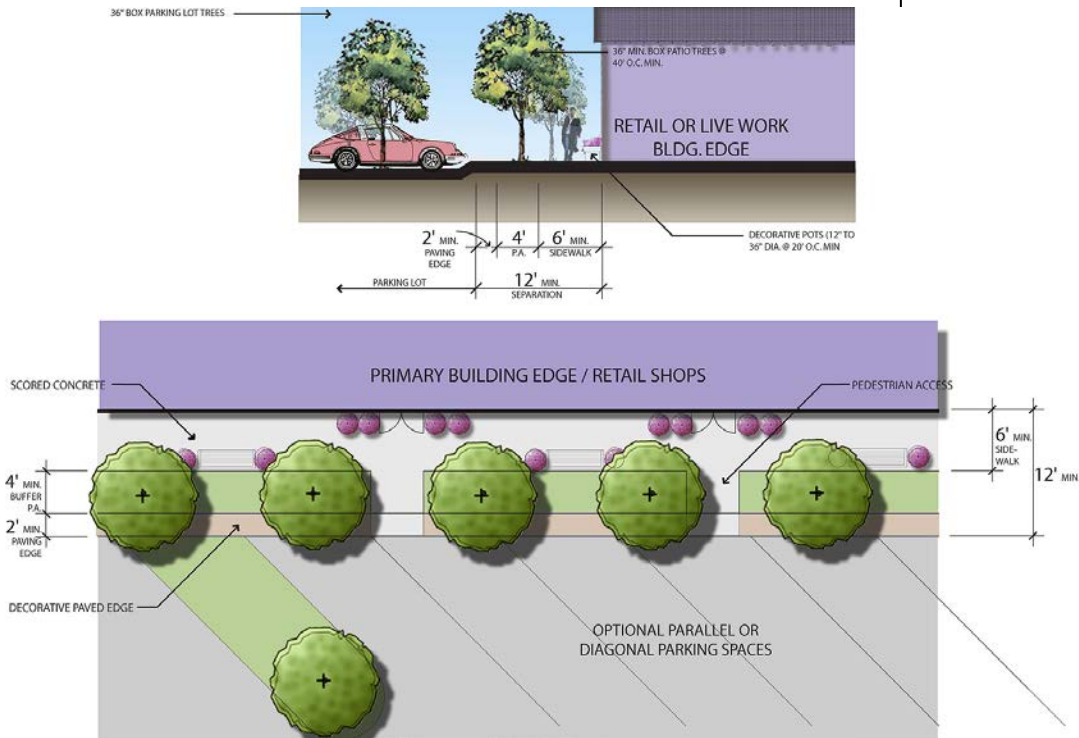 36" BOX PARKING LOT TREES
36" MIN. BOX PATIO TREES @
40' O.C. MIN.
RETAIL OR LIVE WORK
BLDG. EDGE
2' MIN.
PAVING
EDGE
4'
P.A.
6' MIN.
SIDEWALK
DECORATIVE POTS (12" TO
36" DIA. @ 20' O.C. MIN
PARKING LOT
12' MIN.
SEPARATION
PRIMARY BUILDING EDGE / RETAIL SHOPS
SCORED CONCRETE
PEDESTRIAN ACCESS
6' MIN.
SIDE-
WALK
12' MIN
4' MIN.
BUFFER
P.A.
2' MIN.
PAVING
EDGE
DECORATIVE PAVED EDGE
OPTIONAL PARALLEL OR
DIAGONAL PARKING SPACES